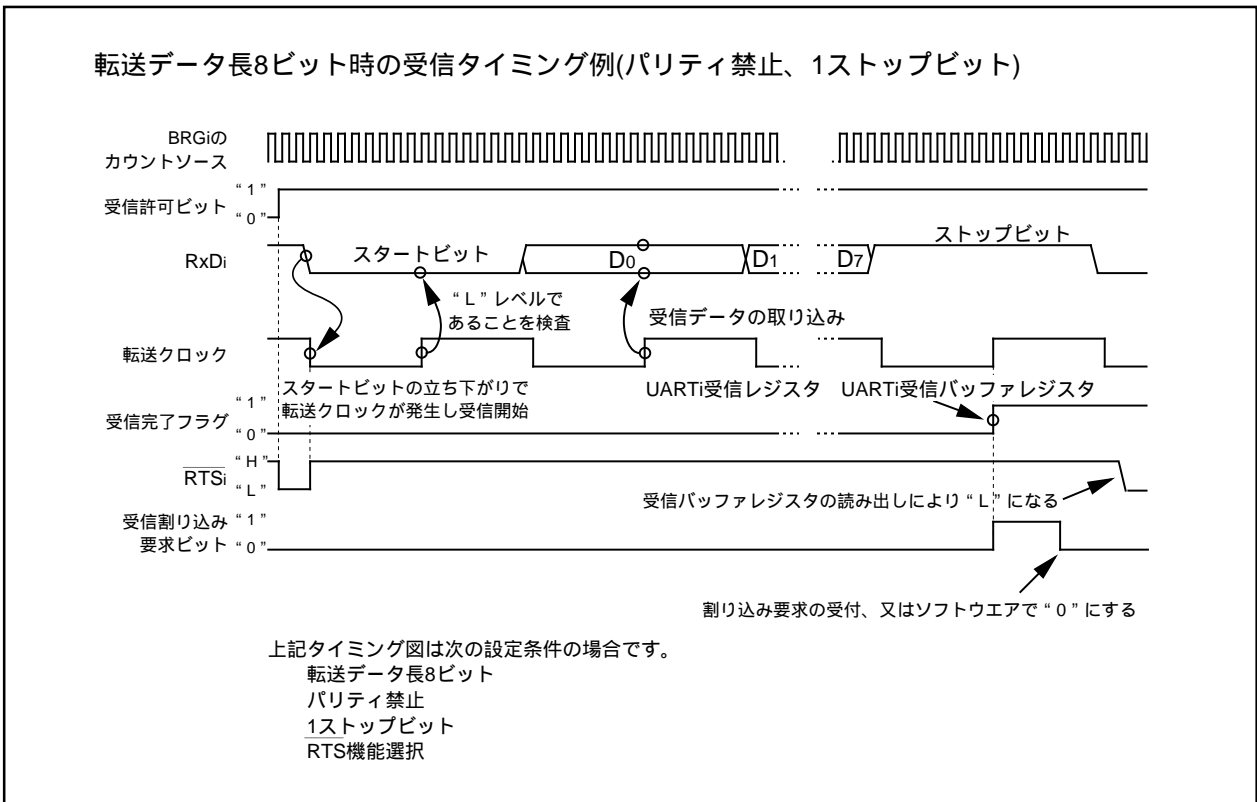 転送データ長8ビット時の受信タイミング例(パリティ禁止、1ストップビット)
BRGiの
カウントソース
受信許可ビット
“1”
“0”
RxDi
スタートビット
D0
D1
D7
ストップビット
“L”レベルで
あることを検査
受信データの取り込み
転送クロック
スタートビットの立ち下がりで
転送クロックが発生し受信開始
UARTi受信レジスタ
UARTi受信バッファレジスタ
受信完了フラグ
“1”
“0”
RTSi
“H”
“L”
受信バッファレジスタの読み出しにより“L”になる
受信割り込み
要求ビット
“1”
“0”
割り込み要求の受付、又はソフトウエアで“0”にする
上記タイミング図は次の設定条件の場合です。
転送データ長8ビット
パリティ禁止
1ストップビット
RTS機能選択